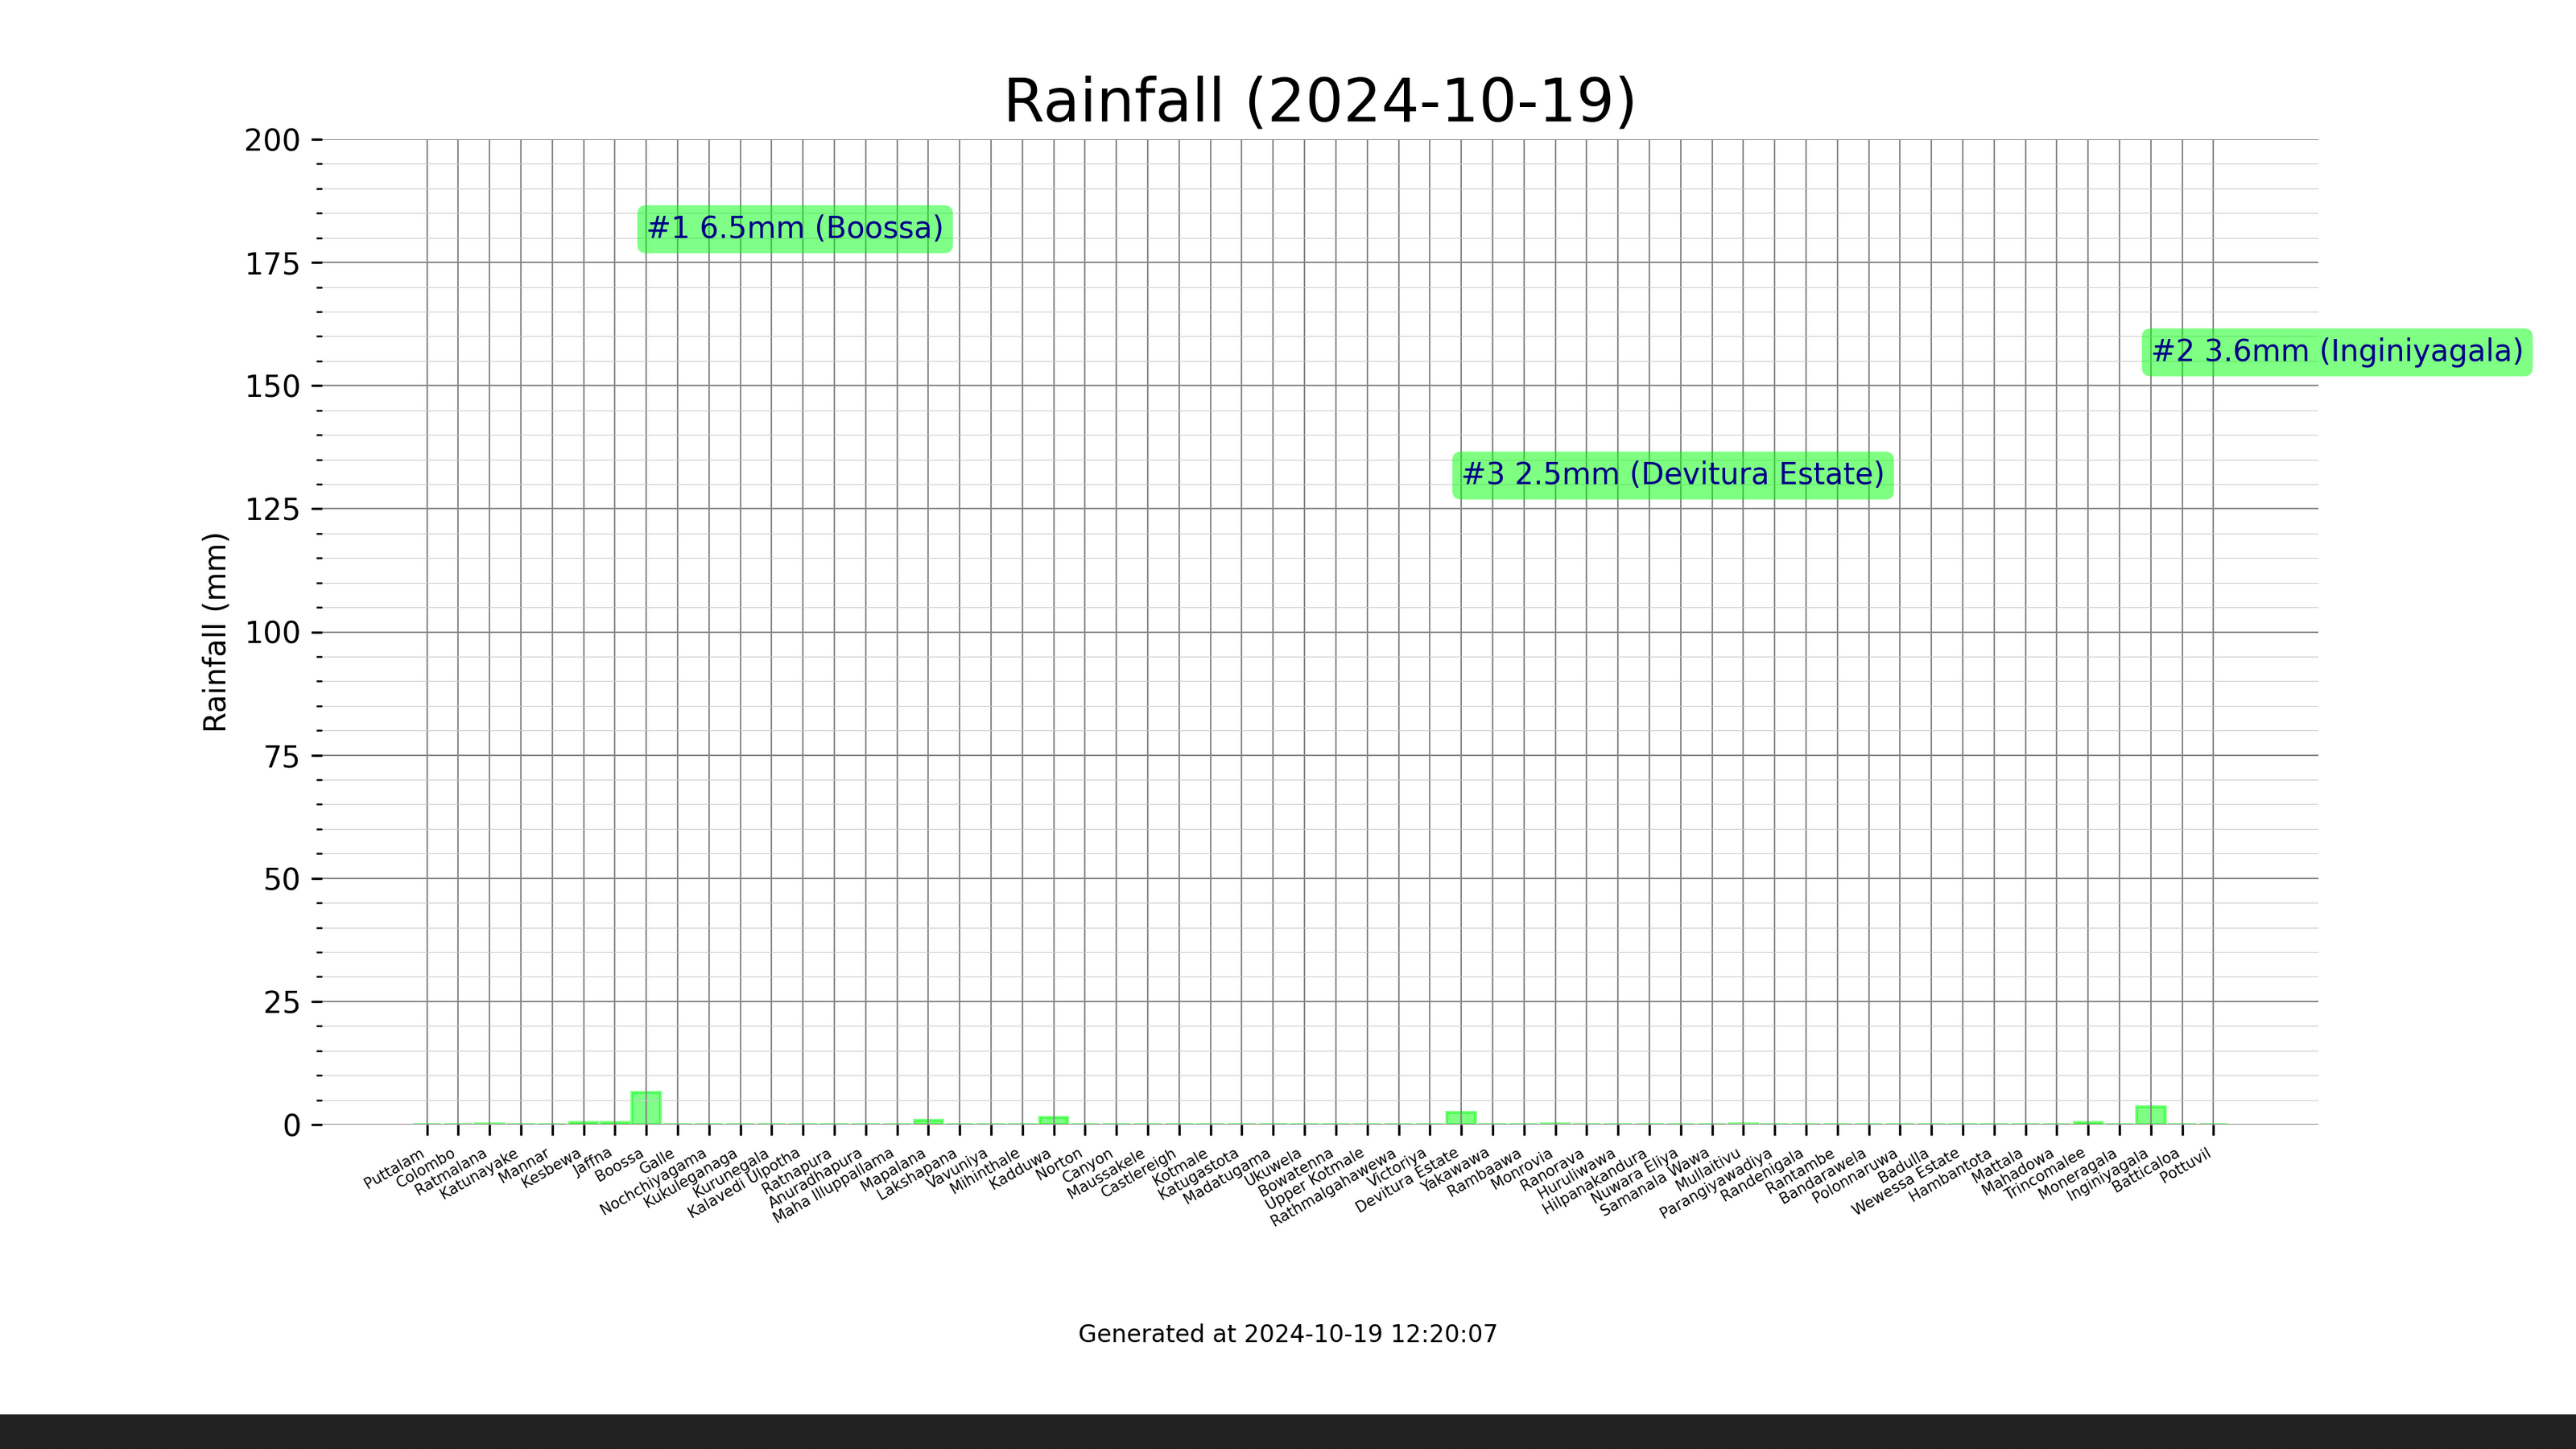 Rainfall (2024-10-19)
200
175
150
125
100
75
50
25
0
Rainfall (mm)
#1 6.5mm (Boossa)
#2 3.6mm (Inginiyagala)
#3 2.5mm (Devitura Estate)
Puttalam
Colombo
Ratmalana
Katunayake
Mannar
Kesbewa
Jaffna
Boossa
Galle
Nochchiyagama
Kukuleganaga
Kurunegala
Kalavedi Ulpotha
Ratnapura
Anuradhapura
Maha Illuppallama
Mapalana
Lakshapana
Vavuniya
Mihinthale
Kadduwa
Norton
Canyon
Maussakele
Castlereigh
Kotmale
Katugastota
Madatugama
Ukuwela
Bowatenna
Upper Kotmale
Rathmalganawewa
Victoriya
Devitura Estate
Yakawawa
Rambaawa
Monrovia
Ranorava
Huruliwawa
Hilpanakandura
Nuwara Eliya
Samanala Wawa
Mullaitivu
Parangiyawadiya
Randenigala
Rantambe
Bandarawela
Polonnaruwa
Badulla
Wewessa Estate
Hambantota
Mattala
Mahadowa
Trincomalee
Moneragala
Inginiyagala
Batticaloa
Pottuvil
Generated at 2024-10-19 12:20:07